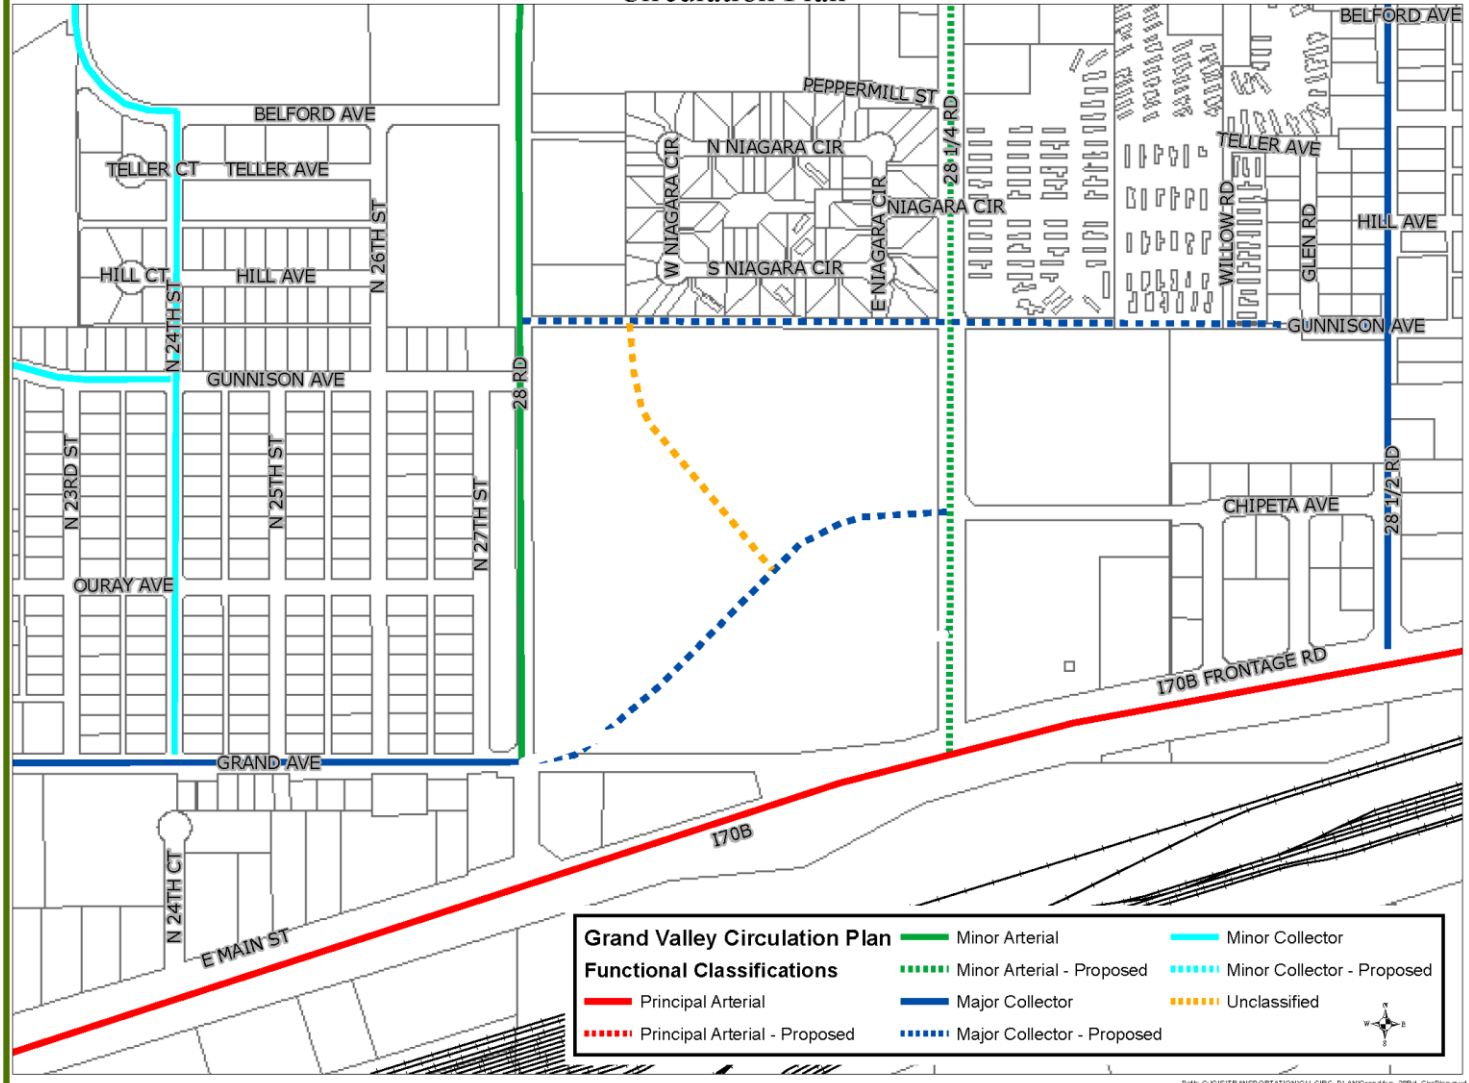 Circulation Plan
BELFORD AVE
BELFORD AVE
PEPPERMILL ST
28 1/4 RD
TELLER CT
TELLER AVE
N 26TH ST
W NIAGARA CIR
N NIAGARA CIR
E NIAGARA CIR
NIAGARA CIR
TELLER AVE
WILLOW RD
GLEN RD
HILL AVE
HILL CT
HILL AVE
S NIAGARA CIR
N 24TH ST
GUNNISON AVE
GUNNISON AVE
28 RD
N 23RD ST
N 25TH ST
N 27TH ST
CHIPETA AVE
28 1/2 RD
OURAY AVE
I70B FRONTAGE RD
GRAND AVE
I70B
N 24TH CT
E MAIN ST
Grand Valley Circulation Plan
Functional Classifications
Principal Arterial
Principal Arterial - Proposed
Minor Arterial
Minor Arterial - Proposed
Major Collector
Major Collector - Proposed
Minor Collector
Minor Collector - Proposed
Unclassified
N
W E
S